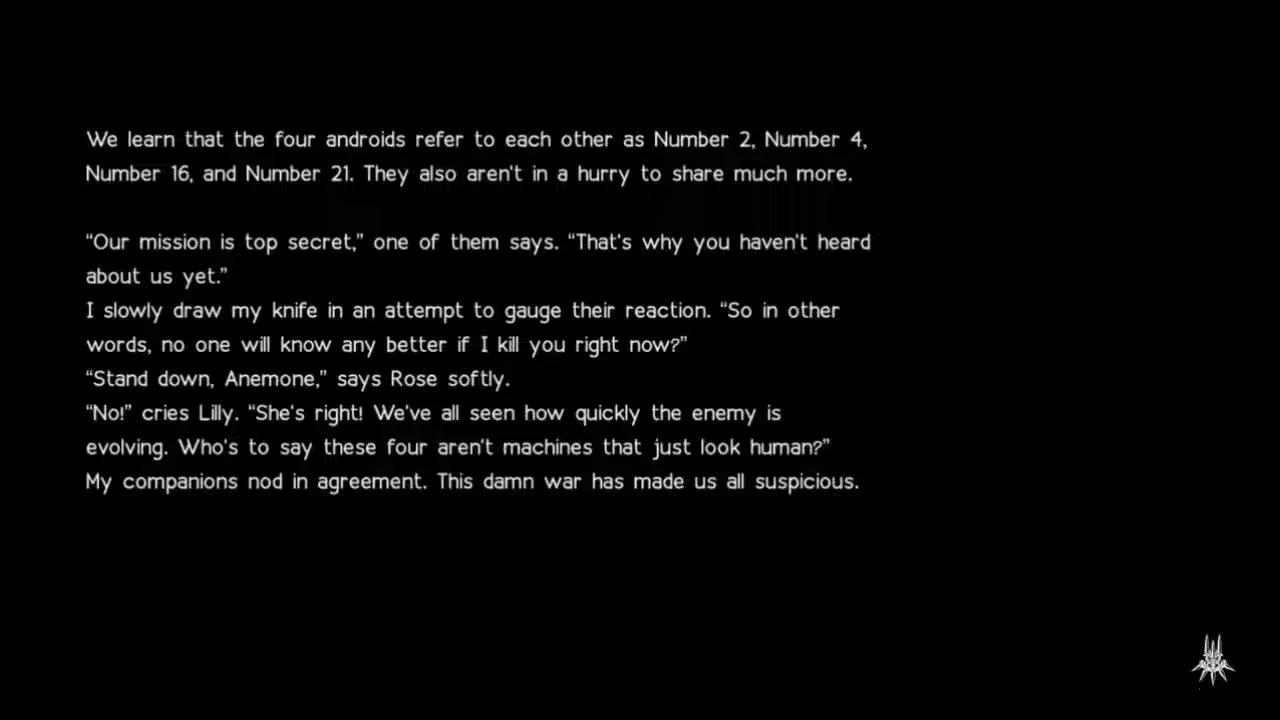 We learn that the four androids refer to each other as Number 2, Number 4,
Number 16, and Number 21. They also aren't in a hurry to share much more.
“Our mission is top secret,” one of them says. “That's why you haven't heard
about us yet.”
I slowly draw my knife in an attempt to gauge their reaction. “So in other
words, no one will know any better if I kill you right now?”
“Stand down, Anemone,” says Rose softly.
“No!” cries Lilly. “She's right! We've all seen how quickly the enemy is
evolving. Who's to say these four aren't machines that just look human?”
My companions nod in agreement. This damn war has made us all suspicious.